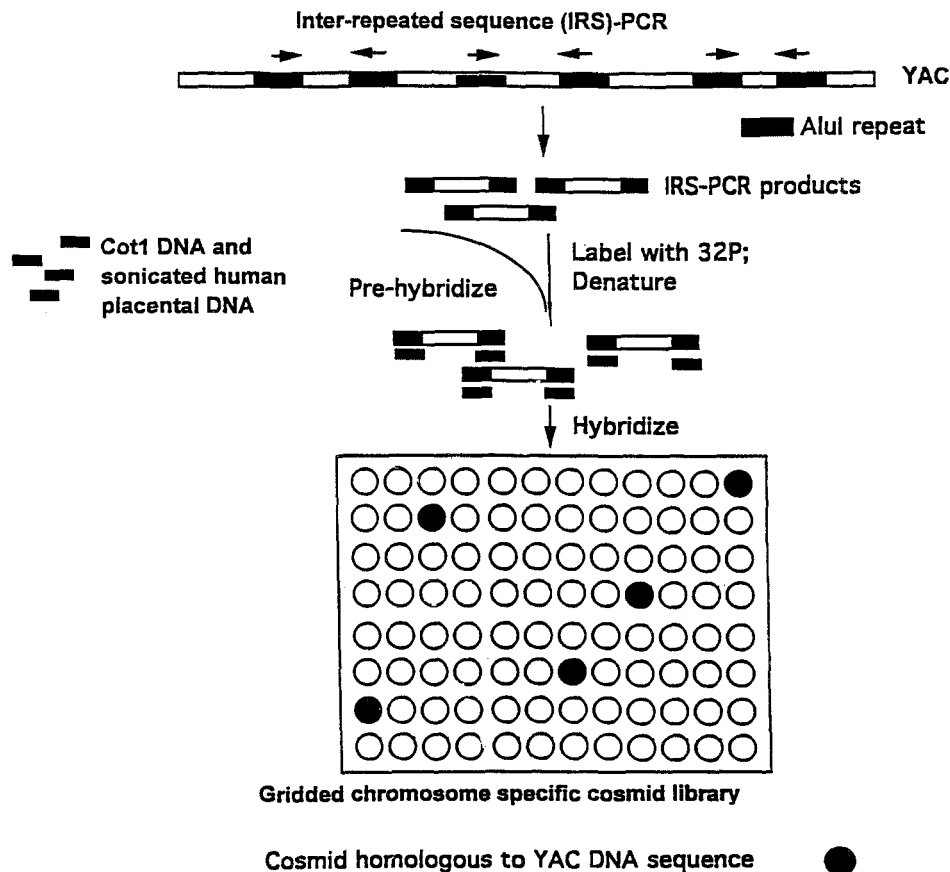 Inter-repeated sequence (IRS)-PCR
YAC
AluI repeat
IRS-PCR products
Cot1 DNA and
sonicated human
placental DNA
Label with 32P;
Denature
Pre-hybridize
Hybridize
Gridded chromosome specific cosmid library
Cosmid homologous to YAC DNA sequence